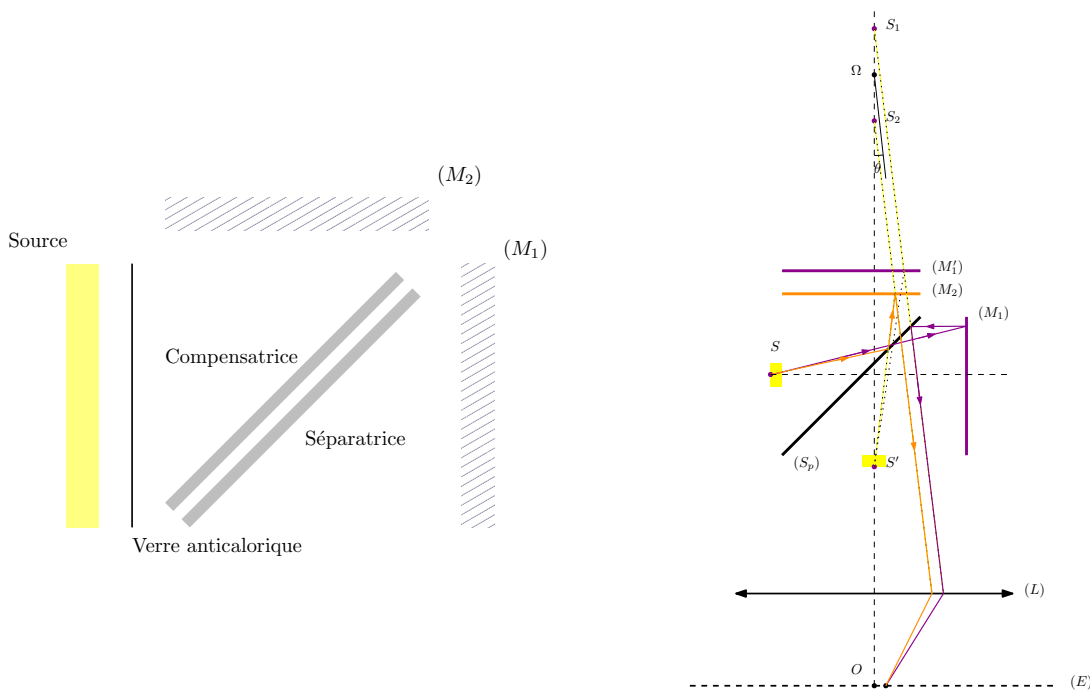 (M₂)
Source
(M₁)
Compensatrice
Séparatrice
Verre anticalorique
S₁
Ω
S₂
θ
(M′₁)
(M₂)
(M₁)
S
(Sₚ)
S′
(L)
O
(E)